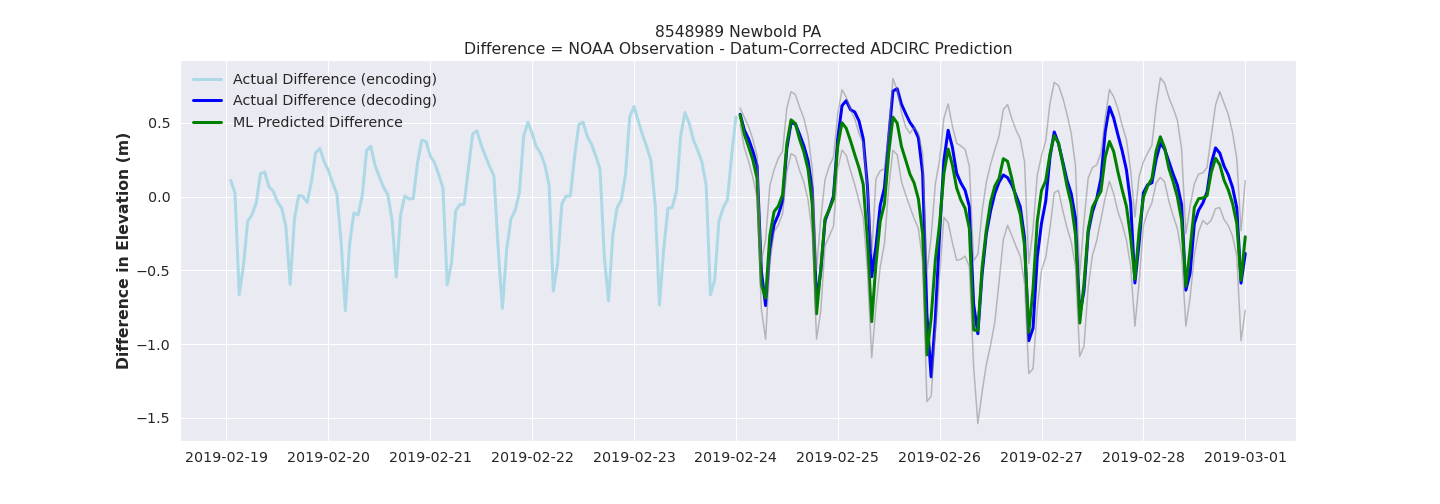 8548989 Newbold PA
Difference = NOAA Observation - Datum-Corrected ADCIRC Prediction
Actual Difference (encoding)
Actual Difference (decoding)
ML Predicted Difference
Difference in Elevation (m)
0.5
0.0
−0.5
−1.0
−1.5
2019-02-19 2019-02-20 2019-02-21 2019-02-22 2019-02-23 2019-02-24 2019-02-25 2019-02-26 2019-02-27 2019-02-28 2019-03-01